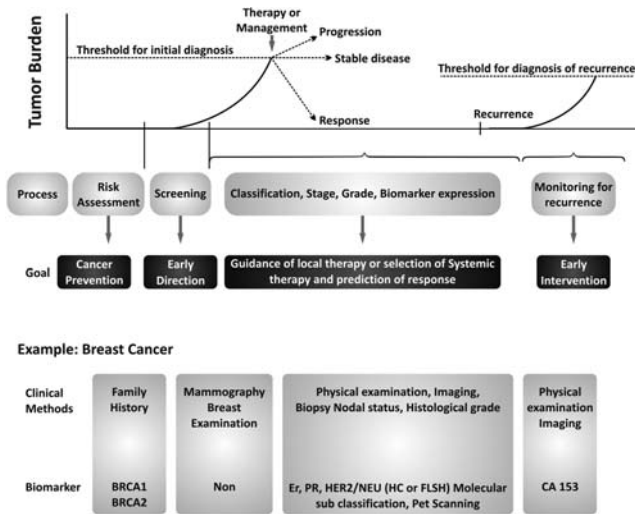 Therapy or
Management
Progression
Threshold for initial diagnosis
Stable disease
Threshold for diagnosis of recurrence
Tumor Burden
Response
Recurrence
Process
Risk
Assessment
Screening
Classification, Stage, Grade, Biomarker expression
Monitoring for
recurrence
Goal
Cancer
Prevention
Early
Direction
Guidance of local therapy or selection of Systemic
therapy and prediction of response
Early
Intervention
Example: Breast Cancer
Clinical
Methods
Family
History
Mammography
Breast
Examination
Physical examination, Imaging,
Biopsy Nodal status, Histological grade
Physical
examination
Imaging
Biomarker
BRCA1
BRCA2
Non
Er, PR, HER2/NEU (HC or FLSH) Molecular
sub classification, Pet Scanning
CA 153